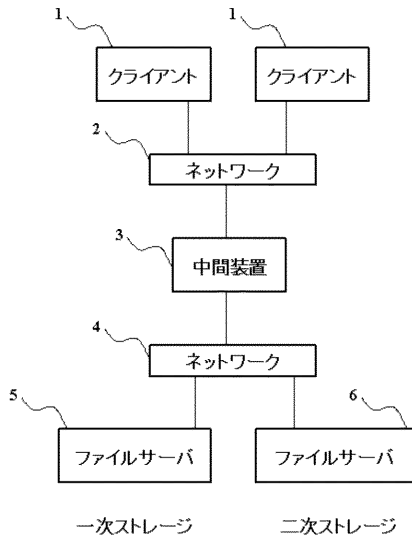 1
1
クライアント
クライアント
2
ネットワーク
3
中間装置
4
ネットワーク
5
6
ファイルサーバ
ファイルサーバ
一次ストレージ
二次ストレージ